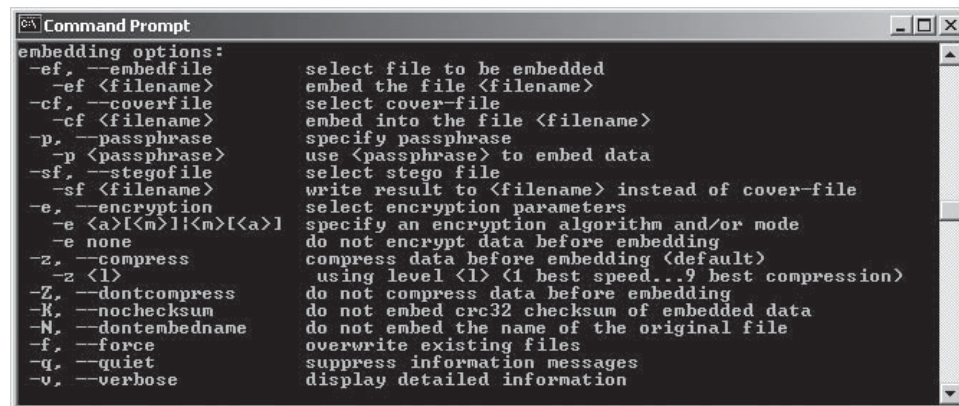 Command Prompt
embedding options:
-ef, --embedfile select file to be embedded
-ef <filename> embed the file <filename>
-cf, --coverfile select cover-file
-cf <filename> embed into the file <filename>
-p, --passphrase specify passphrase
-p <passphrase> use <passphrase> to embed data
-sf, --stegofile select stego file
-sf <filename> write result to <filename> instead of cover-file
-e, --encryption select encryption parameters
-e <a>[<m>]|<m>[<a>] specify an encryption algorithm and/or mode
-e none do not encrypt data before embedding
-z, --compress compress data before embedding (default)
-z <l> using level <l> (1 best speed...9 best compression)
-Z, --dontcompress do not compress data before embedding
-K, --nochecksum do not embed crc32 checksum of embedded data
-N, --dontembedname do not embed the name of the original file
-f, --force overwrite existing files
-q, --quiet suppress information messages
-v, --verbose display detailed information